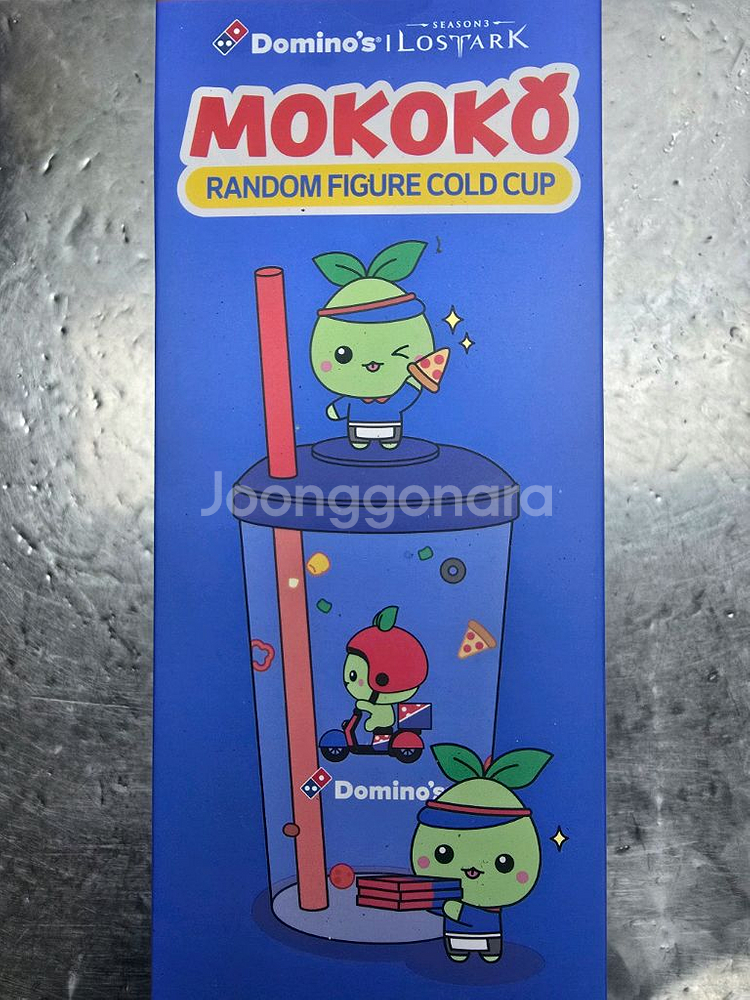 Domino's® | SEASON3 LOSTARK
MOKOKO
RANDOM FIGURE COLD CUP
Joonggonara
Domino's